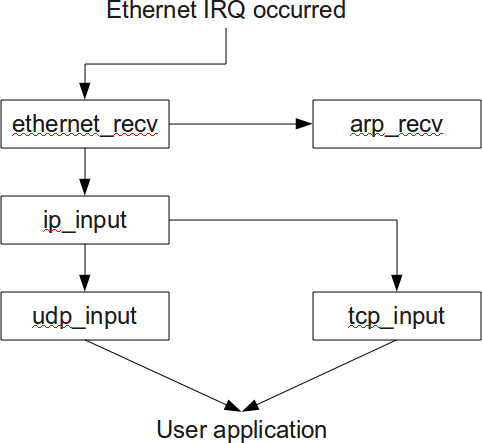 Ethernet IRQ occurred
ethernet_recv
arp_recv
ip_input
udp_input
tcp_input
User application